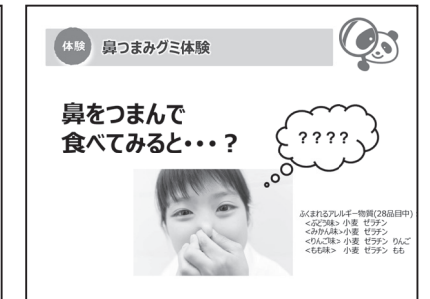 体験 鼻つまみグミ体験
鼻をつまんで
食べてみると・・・？
????
ふくまれるアルルギー物質(28品目中)
<ぶどう味> 小麦 ゼラチン
<みかん味> 小麦 ゼラチン
<りんご味> 小麦 ゼラチン りんご
<もも味> 小麦 ゼラチン もも